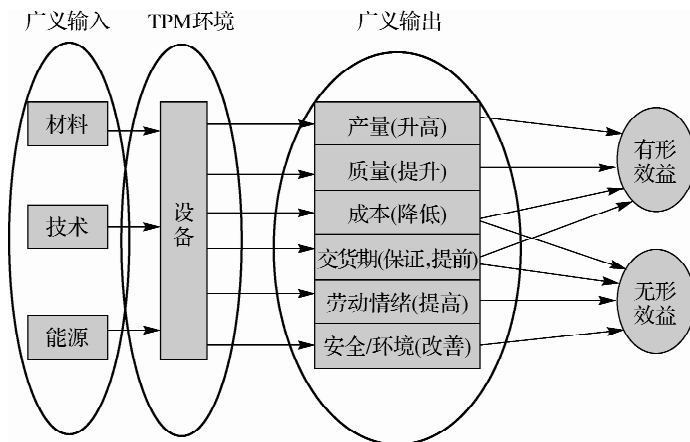 广义输入
TPM环境
广义输出
材料
技术
能源
设
备
产量(升高)
质量(提升)
成本(降低)
交货期(保证,提前)
劳动情绪(提高)
安全/环境(改善)
有形
效益
无形
效益